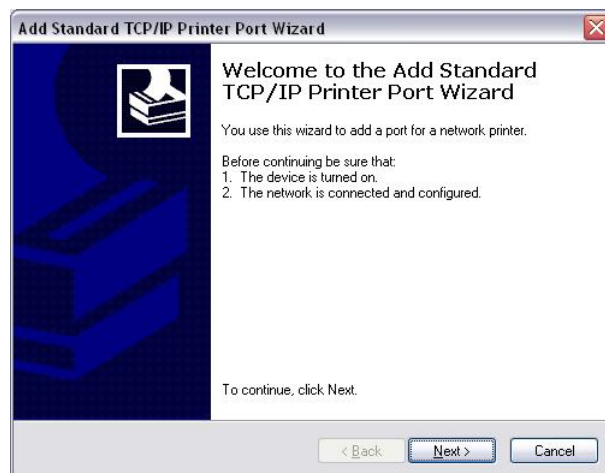 Add Standard TCP/IP Printer Port Wizard
Welcome to the Add Standard
TCP/IP Printer Port Wizard
You use this wizard to add a port for a network printer.
Before continuing be sure that:
1. The device is turned on.
2. The network is connected and configured.
To continue, click Next.
< Back Next > Cancel